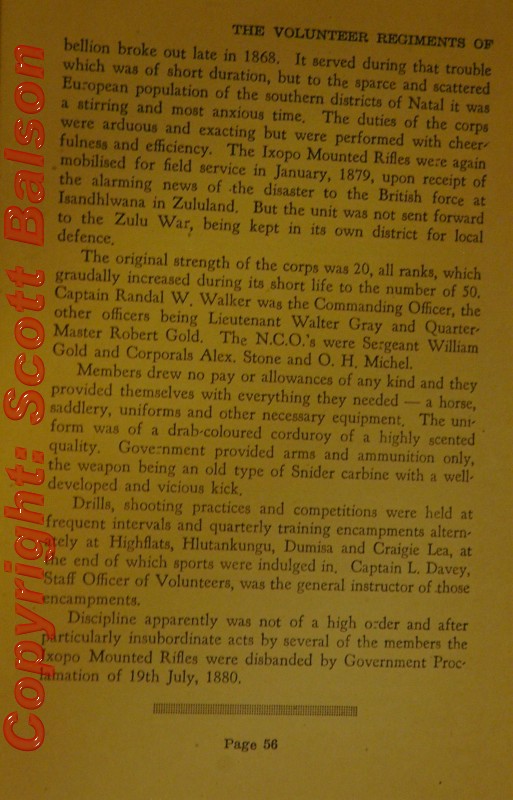 THE VOLUNTEER REGIMENTS OF
bellion broke out late in 1868. It served during that trouble
which was of short duration, but to the sparce and scattered
European population of the southern districts of Natal it was
a stirring and most anxious time. The duties of the corps
were arduous and exacting but were performed with cheer-
fulness and efficiency. The Ixopo Mounted Rifles were again
mobilised for field service in January, 1879, upon receipt of
the alarming news of the disaster to the British force at
Isandhlwana in Zululand. But the unit was not sent forward
to the Zulu War, being kept in its own district for local
defence.
The original strength of the corps was 20, all ranks, which
graudally increased during its short life to the number of 50.
Captain Randal W. Walker was the Commanding Officer, the
other officers being Lieutenant Walter Gray and Quarter-
Master Robert Gold. The N.C.O.'s were Sergeant William
Gold and Corporals Alex. Stone and O. H. Michel.
Members drew no pay or allowances of any kind and they
provided themselves with everything they needed — a horse,
saddlery, uniforms and other necessary equipment. The uni-
form was of a drab-coloured corduroy of a highly scented
quality. Government provided arms and ammunition only,
the weapon being an old type of Snider carbine with a well-
developed and vicious kick.
Drills, shooting practices and competitions were held at
frequent intervals and quarterly training encampments altern-
ately at Highflats, Hlutankungu, Dumisa and Craigie Lea, at
the end of which sports were indulged in. Captain L. Davey,
Staff Officer of Volunteers, was the general instructor of those
encampments.
Discipline apparently was not of a high order and after
particularly insubordinate acts by several of the members the
Ixopo Mounted Rifles were disbanded by Government Proc-
lamation of 19th July, 1880.
Page 56
Copyright: Scott Balson